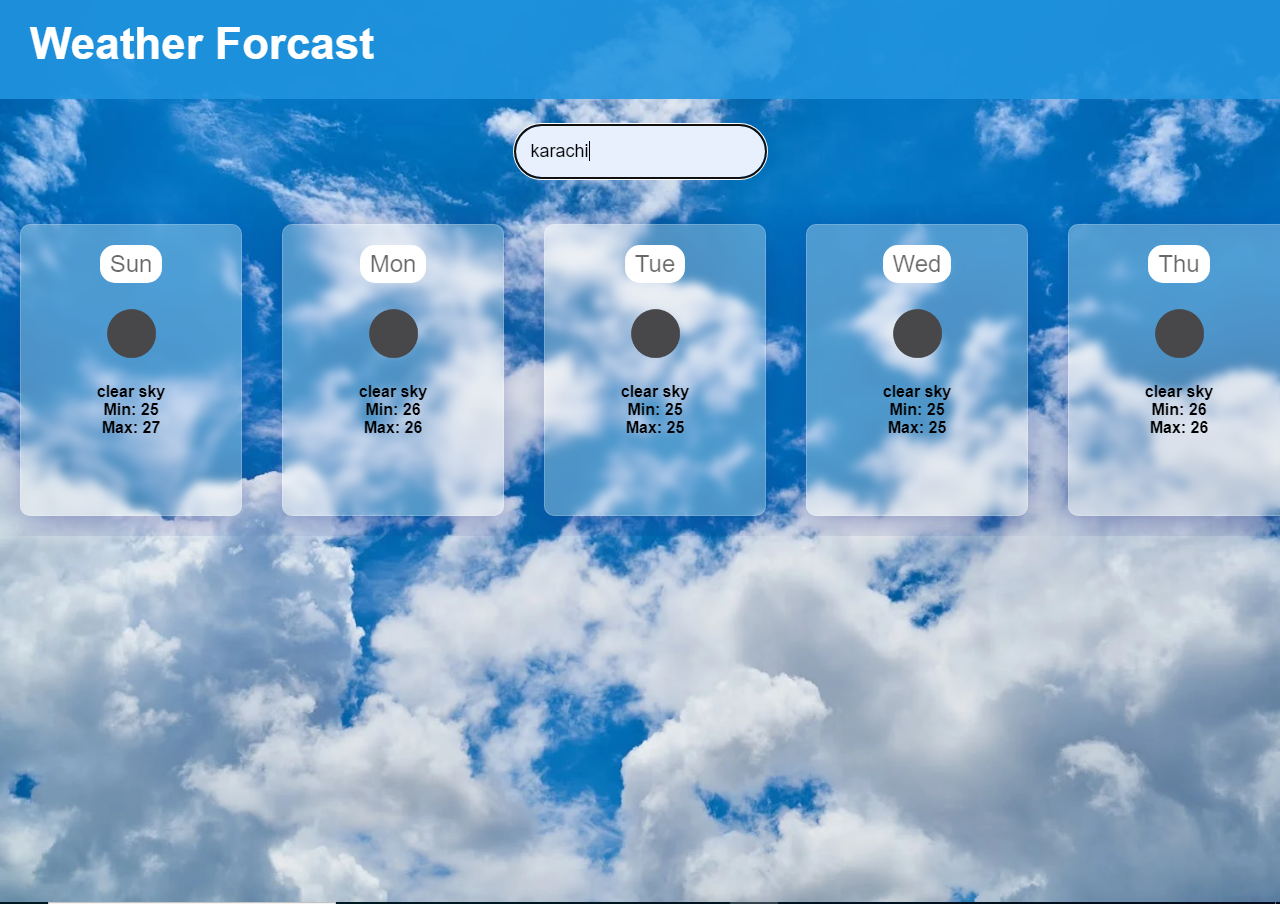 Weather Forcast
karachi
Sun
clear sky
Min: 25
Max: 27
Mon
clear sky
Min: 26
Max: 26
Tue
clear sky
Min: 25
Max: 25
Wed
clear sky
Min: 25
Max: 25
Thu
clear sky
Min: 26
Max: 26